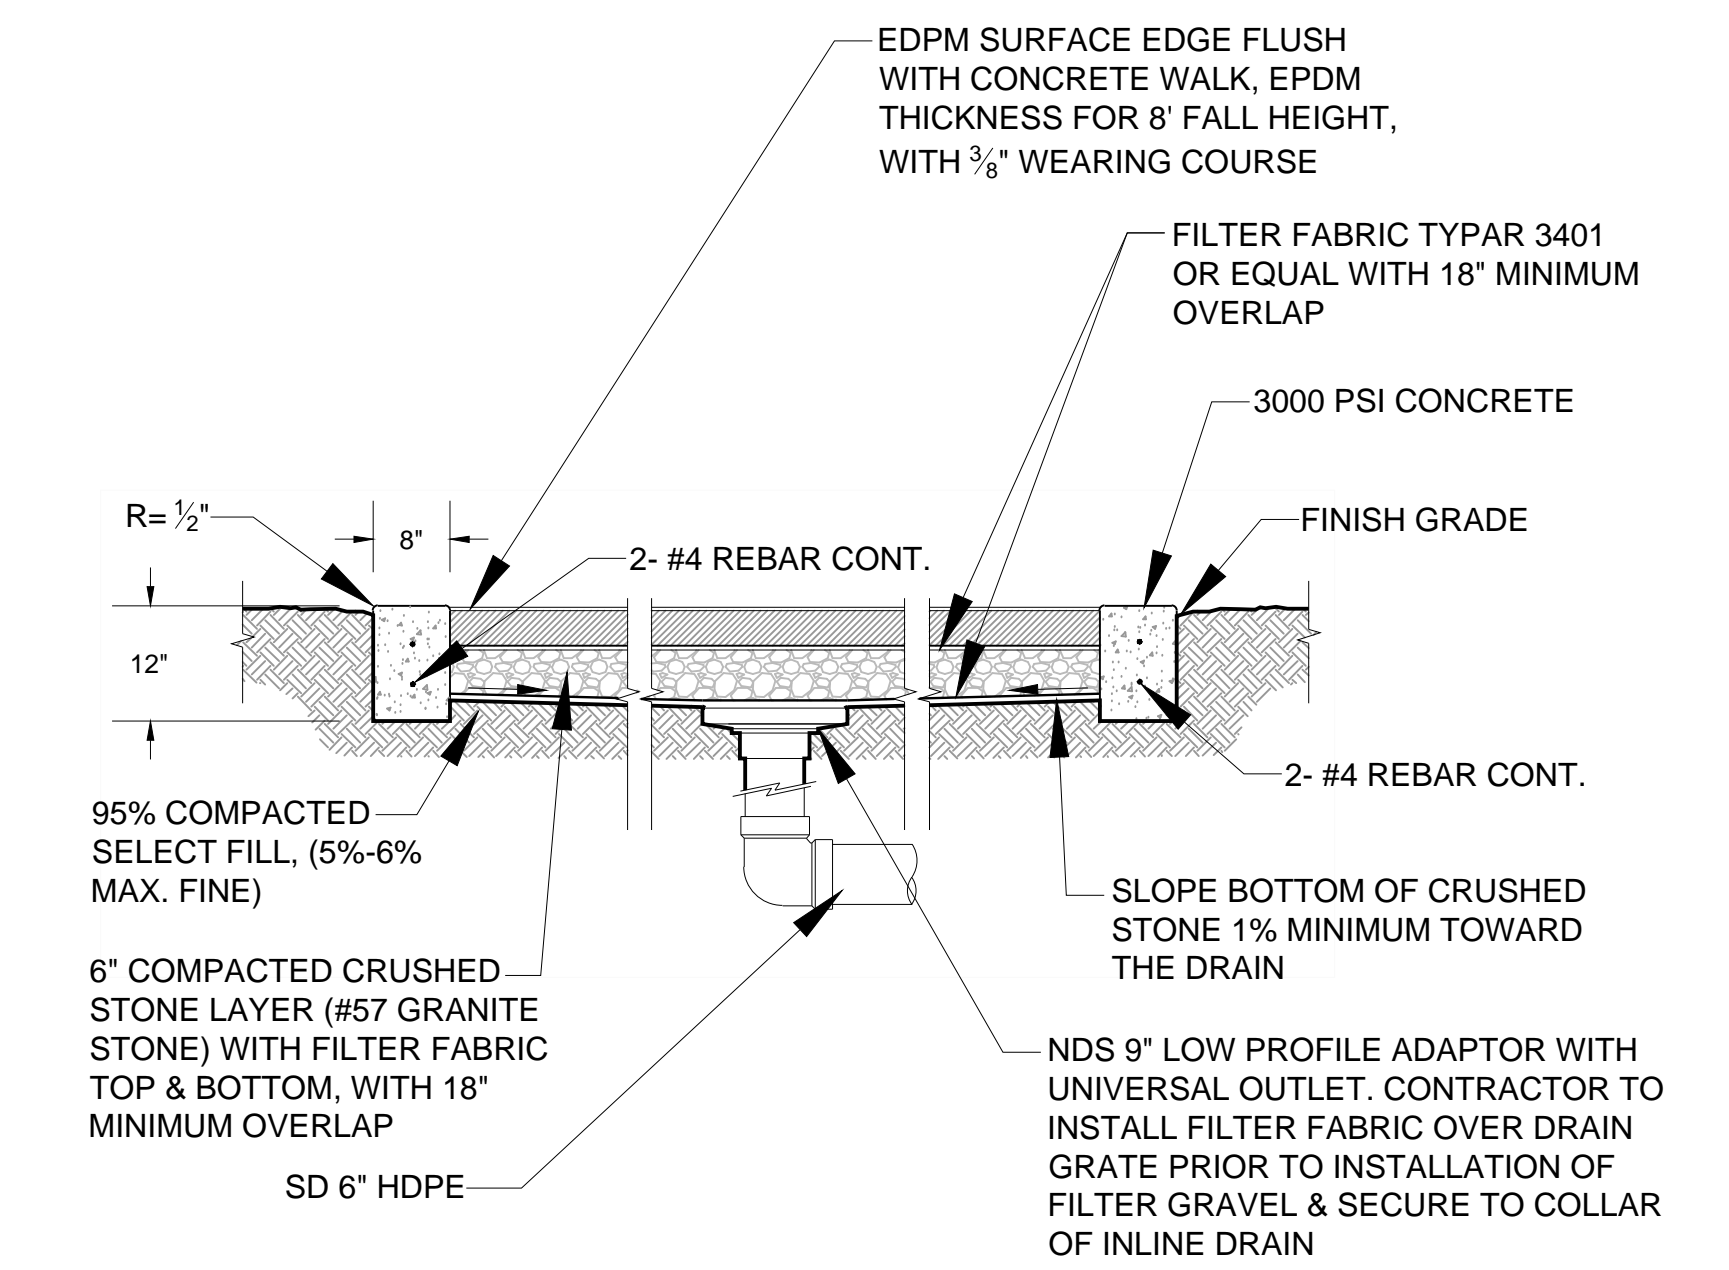 EDPM SURFACE EDGE FLUSH
WITH CONCRETE WALK, EPDM
THICKNESS FOR 8' FALL HEIGHT,
WITH 3/8" WEARING COURSE
FILTER FABRIC TYPAR 3401
OR EQUAL WITH 18" MINIMUM
OVERLAP
3000 PSI CONCRETE
R= 1/2"
8"
FINISH GRADE
2- #4 REBAR CONT.
12"
2- #4 REBAR CONT.
95% COMPACTED
SELECT FILL, (5%-6%
MAX. FINE)
SLOPE BOTTOM OF CRUSHED
STONE 1% MINIMUM TOWARD
THE DRAIN
6" COMPACTED CRUSHED
STONE LAYER (#57 GRANITE
STONE) WITH FILTER FABRIC
TOP & BOTTOM, WITH 18"
MINIMUM OVERLAP
NDS 9" LOW PROFILE ADAPTOR WITH
UNIVERSAL OUTLET. CONTRACTOR TO
INSTALL FILTER FABRIC OVER DRAIN
GRATE PRIOR TO INSTALLATION OF
FILTER GRAVEL & SECURE TO COLLAR
OF INLINE DRAIN
SD 6" HDPE